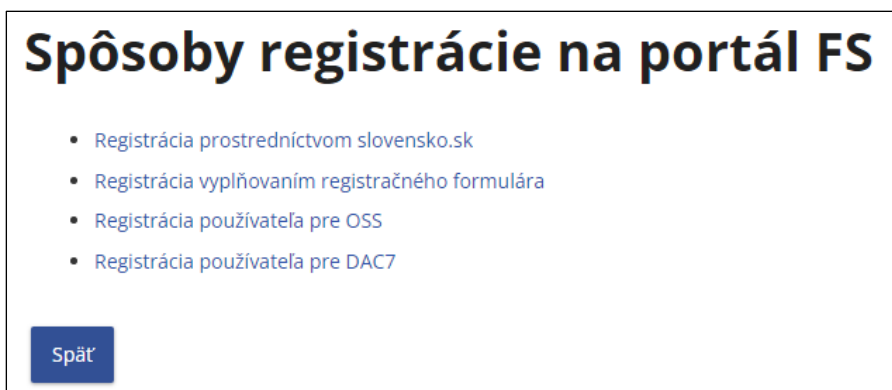 Spôsoby registrácie na portál FS
Registrácia prostredníctvom slovensko.sk
Registrácia vyplňovaním registračného formulára
Registrácia používateľa pre OSS
Registrácia používateľa pre DAC7
Späť